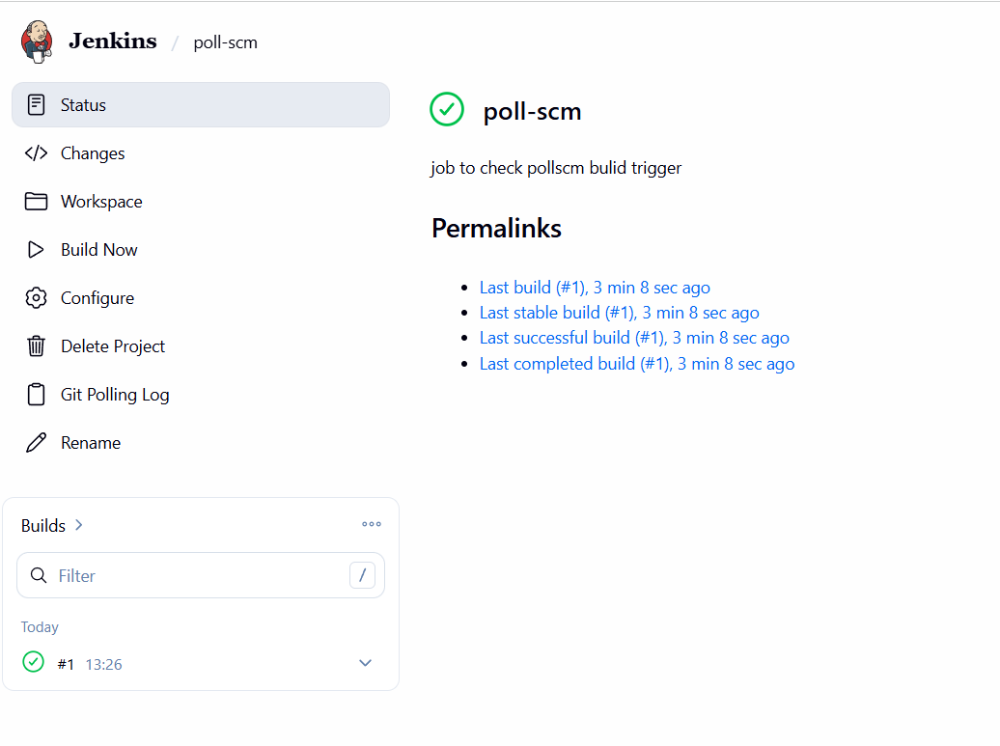 Jenkins / poll-scm
Status
Changes
Workspace
Build Now
Configure
Delete Project
Git Polling Log
Rename
Builds
Filter /
Today
#1 13:26
poll-scm
job to check pollscm bulid trigger
Permalinks
Last build (#1), 3 min 8 sec ago
Last stable build (#1), 3 min 8 sec ago
Last successful build (#1), 3 min 8 sec ago
Last completed build (#1), 3 min 8 sec ago